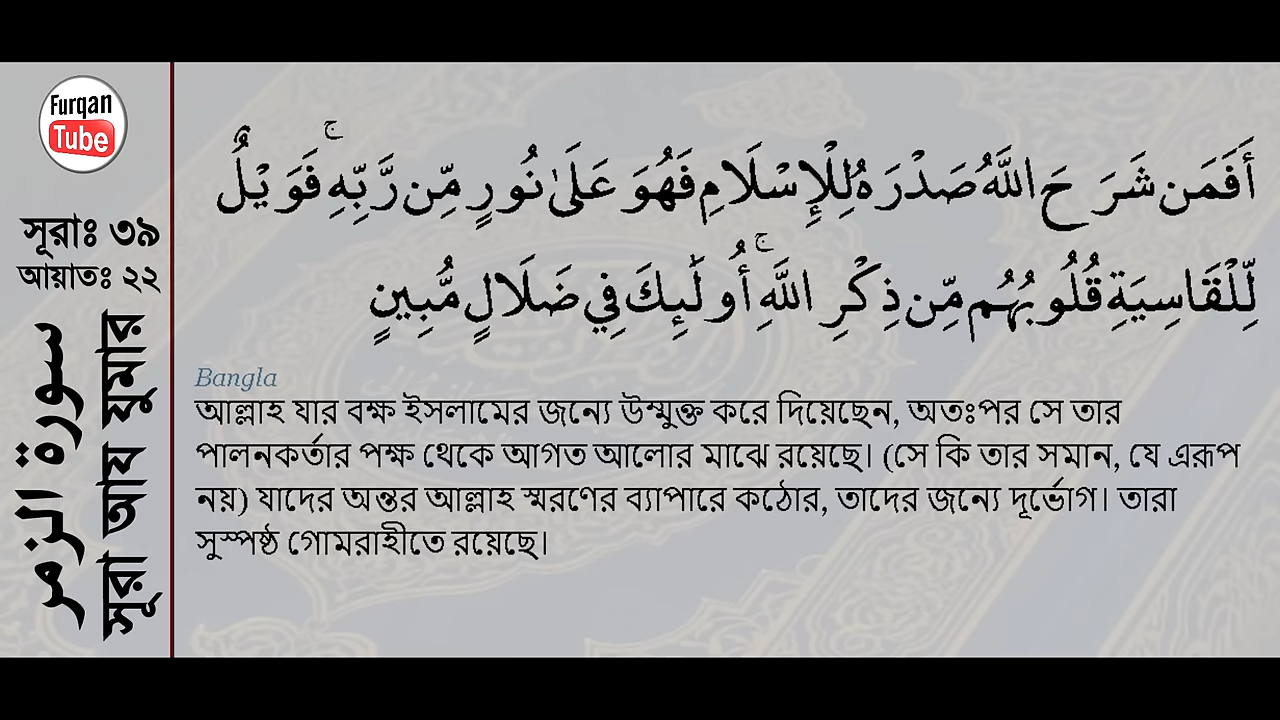 Furqan
Tube
সূরাঃ ৩৯
আয়াতঃ ২২
سورة الزمر
সূরা আয যুমার
أَفَمَن شَرَحَ اللَّهُ صَدْرَهُ لِلْإِسْلَامِ فَهُوَ عَلَىٰ نُورٍ مِّن رَّبِّهِ ۚ فَوَيْلٌ
لِّلْقَاسِيَةِ قُلُوبُهُم مِّن ذِكْرِ اللَّهِ ۚ أُولَٰئِكَ فِي ضَلَالٍ مُّبِينٍ
Bangla
আল্লাহ যার বক্ষ ইসলামের জন্যে উম্মুক্ত করে দিয়েছেন, অতঃপর সে তার
পালনকর্তার পক্ষ থেকে আগত আলোর মাঝে রয়েছে। (সে কি তার সমান, যে এরূপ
নয়) যাদের অন্তর আল্লাহ স্মরণের ব্যাপারে কঠোর, তাদের জন্যে দূর্ভোগ। তারা
সুস্পষ্ঠ গোমরাহীতে রয়েছে।